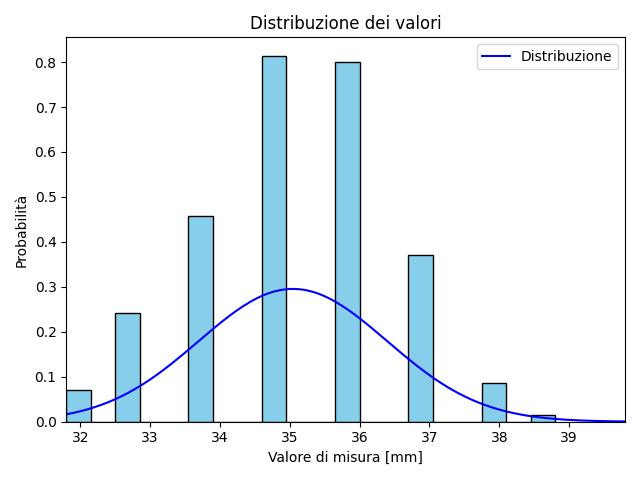 Distribuzione dei valori
Distribuzione
Probabilità
0.8
0.7
0.6
0.5
0.4
0.3
0.2
0.1
0.0
32 33 34 35 36 37 38 39
Valore di misura [mm]